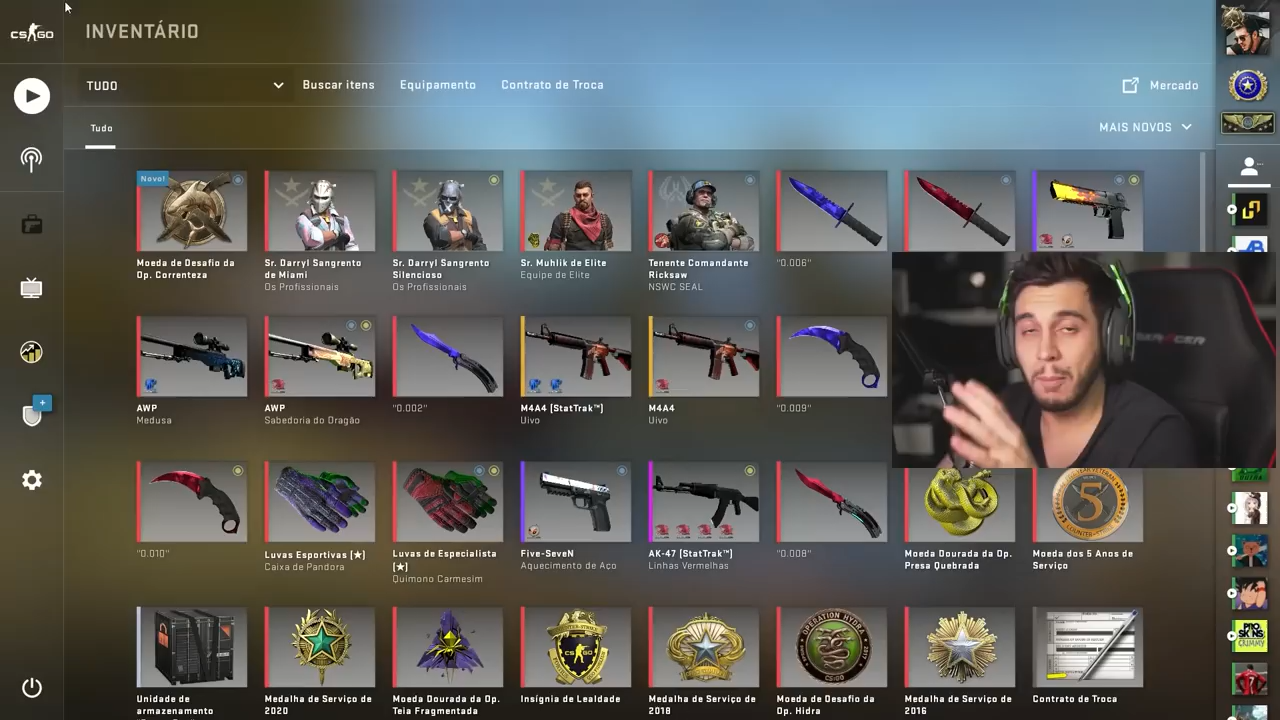 CS GO
INVENTÁRIO
TUDO
Buscar itens
Equipamento
Contrato de Troca
Mercado
Tudo
MAIS NOVOS
Novo!
Moeda de Desafio da
Op. Correnteza
Sr. Darryl Sangrento
de Miami
Os Profissionais
Sr. Darryl Sangrento
Silencioso
Os Profissionais
Sr. Muhlik de Elite
Equipe de Elite
Tenente Comandante
Ricksaw
NSWC SEAL
"0.006"
AWP
Medusa
AWP
Sabedoria do Dragão
"0.002"
M4A4 (StatTrak™)
Uivo
M4A4
Uivo
"0.009"
"0.010"
Luvas Esportivas (★)
Caixa de Pandora
Luvas de Especialista
(★)
Quimono Carmesim
Five-SeveN
Aquecimento de Aço
AK-47 (StatTrak™)
Linhas Vermelhas
"0.008"
Moeda Dourada da Op.
Presa Quebrada
5
Moeda dos 5 Anos de
Serviço
Unidade de
armazenamento
Medalha de Serviço de
2020
Moeda Dourada da Op.
Teia Fragmentada
CS:GO
Insígnia de Lealdade
Medalha de Serviço de
2018
Moeda de Desafio da
Op. Hidra
Medalha de Serviço de
2016
Contrato de Troca